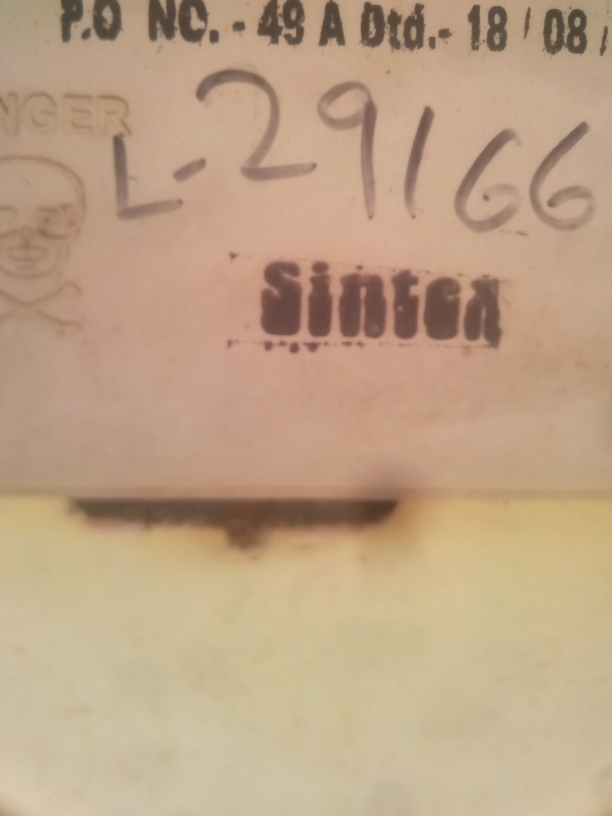 P.O NO. - 49 A Dtd.- 18 / 08 /
NGER
L-29166
Sintex